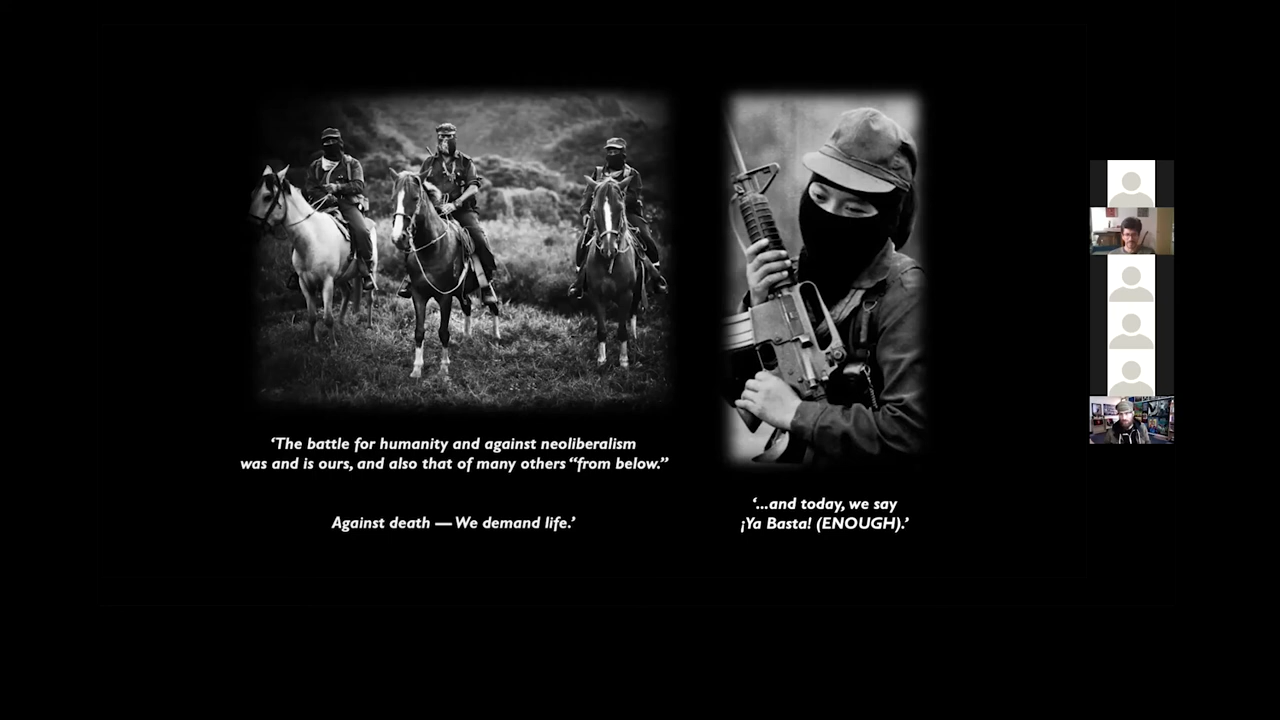 ‘The battle for humanity and against neoliberalism
was and is ours, and also that of many others “from below.”
Against death — We demand life.’
‘...and today, we say
¡Ya Basta! (ENOUGH).’